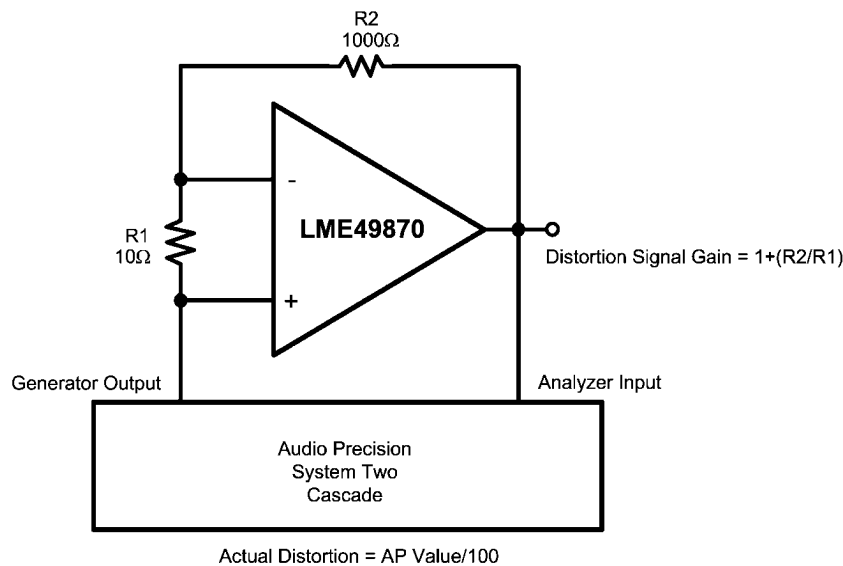 R2
1000Ω
-
R1
10Ω
LME49870
+
Distortion Signal Gain = 1+(R2/R1)
Generator Output
Analyzer Input
Audio Precision
System Two
Cascade
Actual Distortion = AP Value/100